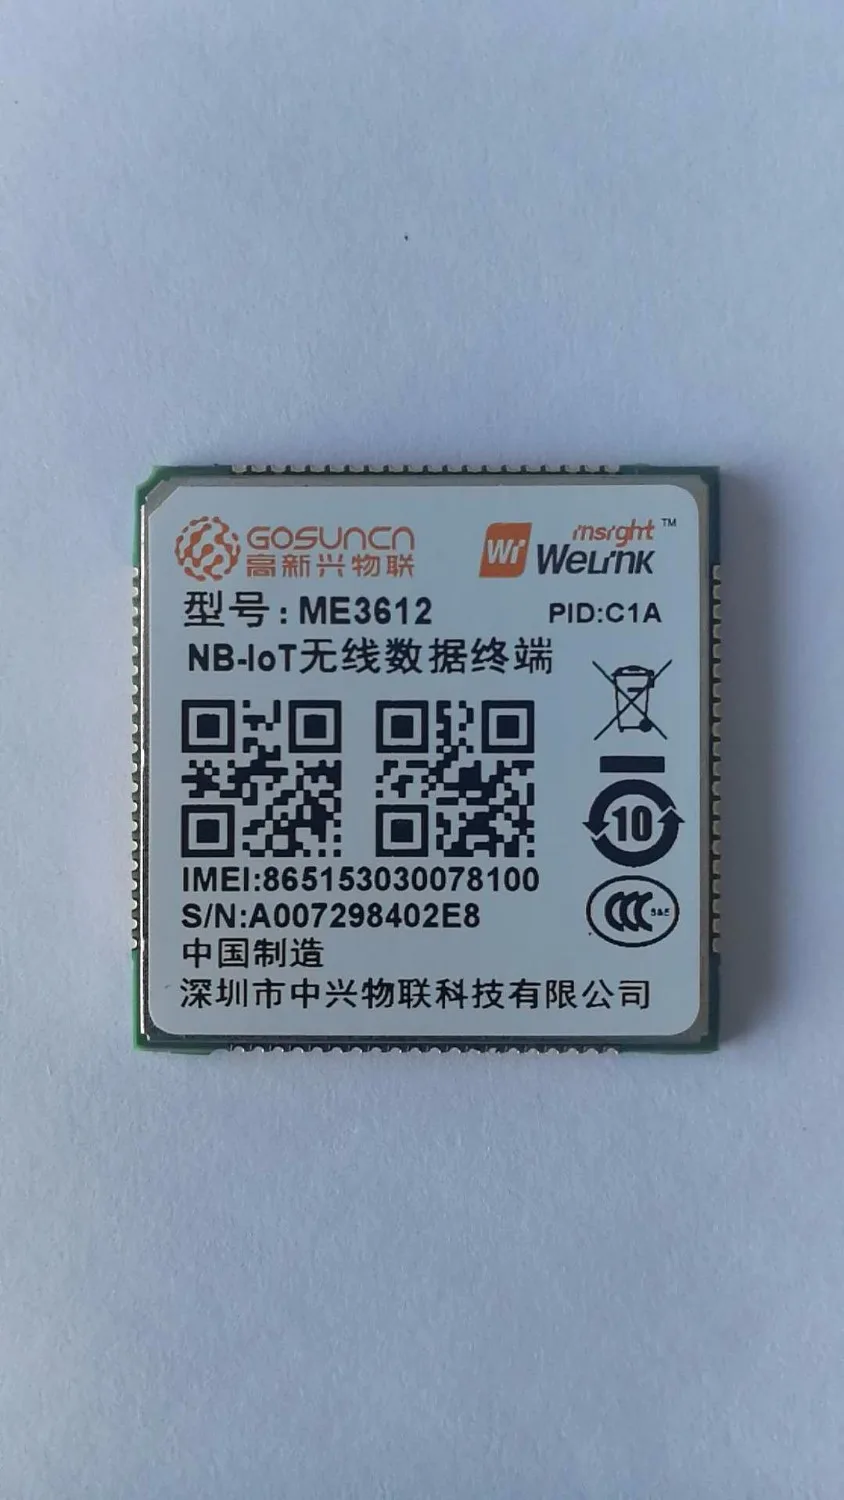 GOSUNCN
高新兴物联
Wi
insight™
WeLink
型号：ME3612
PID:C1A
NB-IoT无线数据终端
10
IMEI:865153030078100
S/N:A007298402E8
CCC S&E
中国制造
深圳市中兴物联科技有限公司